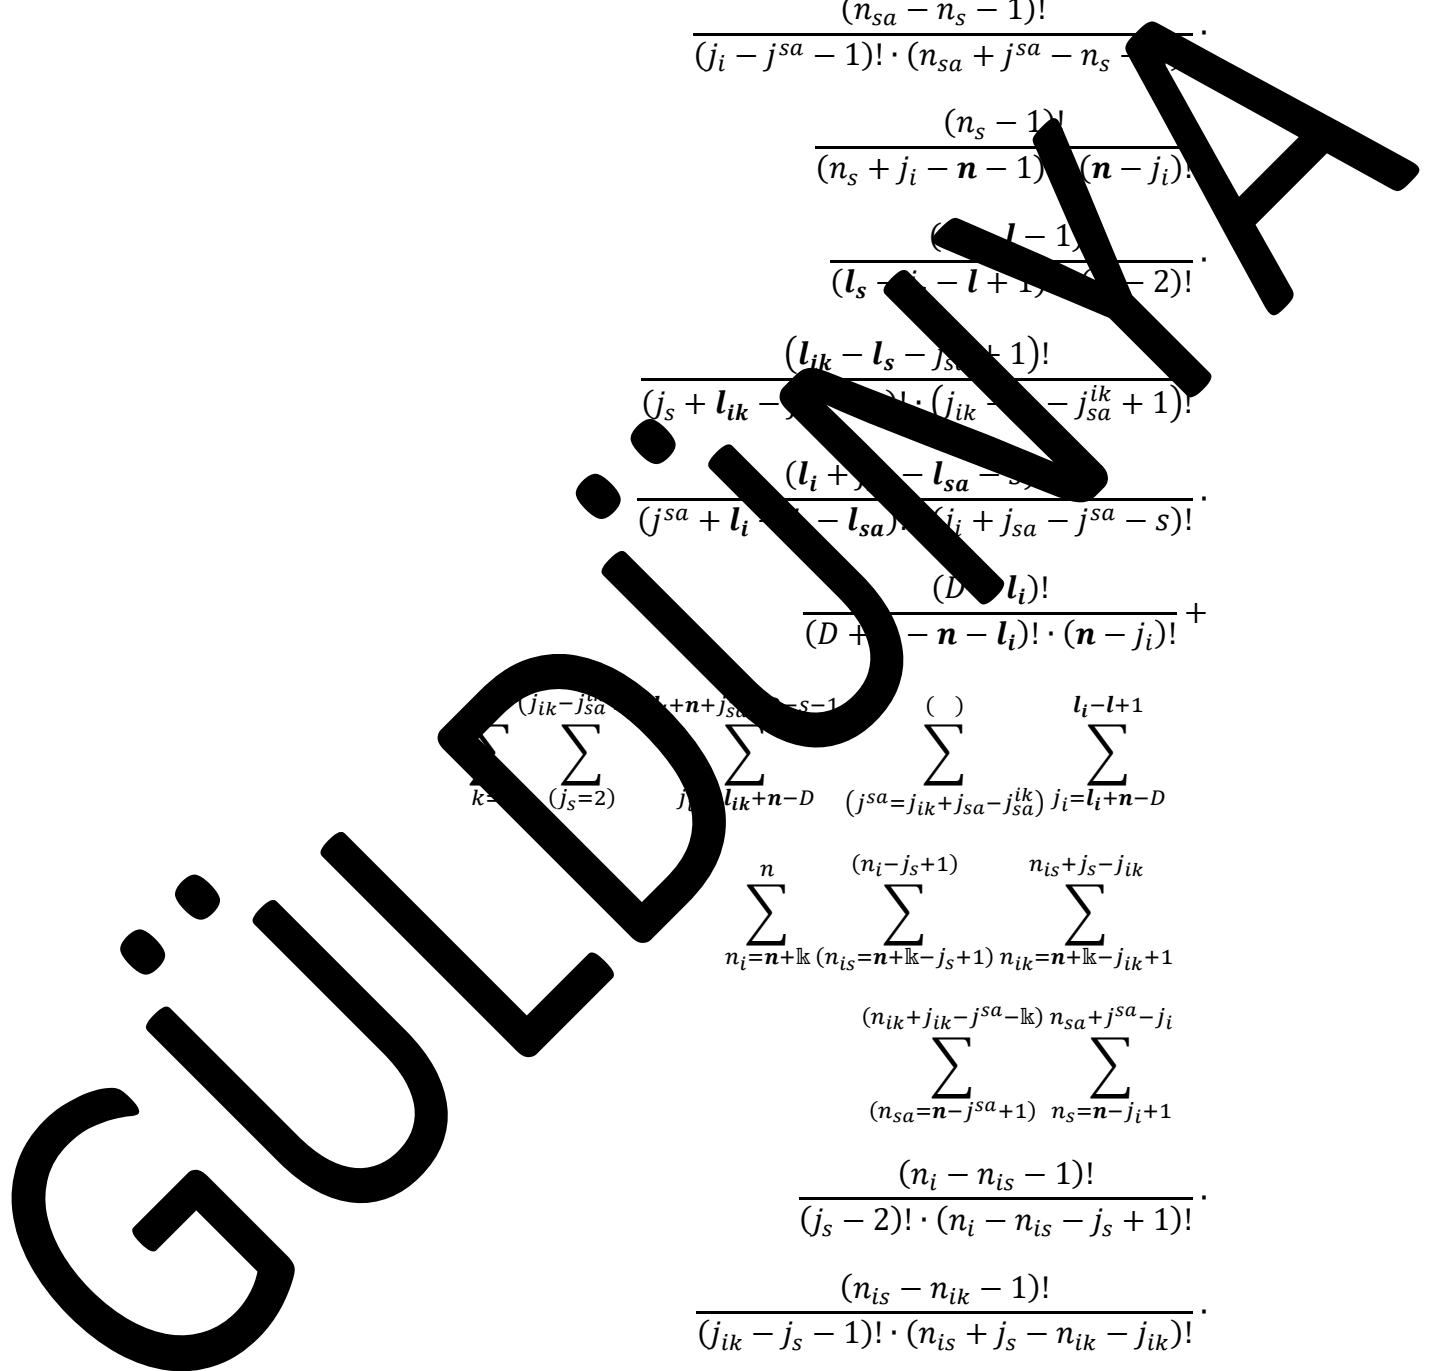 (n_{sa} − n_s − 1)!
(j_i − j^{sa} − 1)! · (n_{sa} + j^{sa} − n_s − ·
(n_s − 1)!
(n_s + j_i − n − 1) (n − j_i)!
( l − 1)
(l_s − − l + 1) − 2)! ·
(l_{ik} − l_s − + 1)!
(j_s + l_{ik} − )! · (j_{ik} − − j_{sa}^{ik} + 1)!
(l_i + − l_{sa} −
(j^{sa} + l_i − − l_{sa})! (j_i + j_{sa} − j^{sa} − s)! ·
(D l_i)!
(D + − n − l_i)! · (n − j_i)! +
(j_{ik}−j_{sa} +n+j −s−1 ( ) l_i−l+1
∑ ∑ ∑ ∑ ∑
k= (j_s=2) l_{ik}+n−D (j^{sa}=j_{ik}+j_{sa}−j_{sa}^{ik}) j_i=l_i+n−D
n (n_i−j_s+1) n_{is}+j_s−j_{ik}
∑ ∑ ∑
n_i=n+𝕜 (n_{is}=n+𝕜−j_s+1) n_{ik}=n+𝕜−j_{ik}+1
(n_{ik}+j_{ik}−j^{sa}−𝕜) n_{sa}+j^{sa}−j_i
∑ ∑
(n_{sa}=n−j^{sa}+1) n_s=n−j_i+1
(n_i − n_{is} − 1)!
(j_s − 2)! · (n_i − n_{is} − j_s + 1)! ·
(n_{is} − n_{ik} − 1)!
(j_{ik} − j_s − 1)! · (n_{is} + j_s − n_{ik} − j_{ik})! ·
GÜLDÜNYA